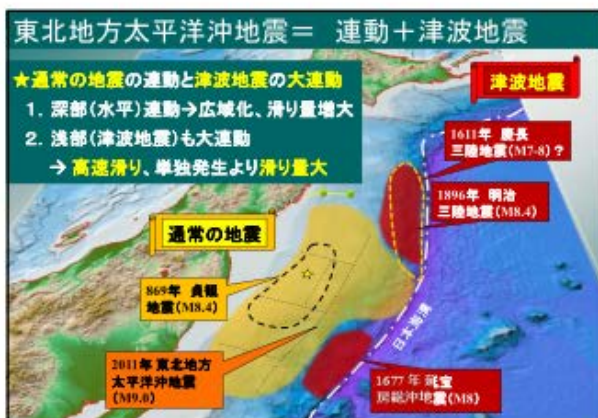 東北地方太平洋沖地震＝ 連動＋津波地震
★通常の地震の連動と津波地震の大連動
1. 深部(水平)連動→広域化、滑り量増大
2. 浅部(津波地震)も大連動
→ 高速滑り、単独発生より滑り量大
津波地震
1611年 慶長
三陸地震(M7-8)？
1896年 明治
三陸地震(M8.4)
通常の地震
869年 貞観
地震(M8.4)
2011年 東北地方
太平洋沖地震
(M9.0)
日本海溝
1677年 延宝
房総沖地震(M8)